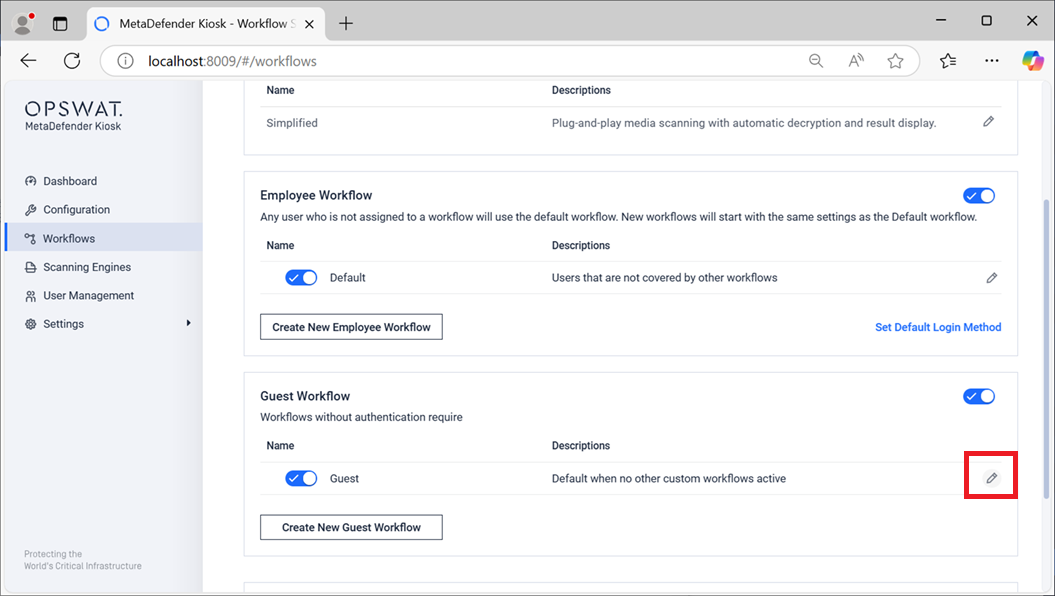 MetaDefender Kiosk - Workflow S
localhost:8009/#/workflows
OPSWAT.
MetaDefender Kiosk
Dashboard
Configuration
Workflows
Scanning Engines
User Management
Settings
Protecting the
World's Critical Infrastructure
Name Descriptions
Simplified Plug-and-play media scanning with automatic decryption and result display.
Employee Workflow
Any user who is not assigned to a workflow will use the default workflow. New workflows will start with the same settings as the Default workflow.
Name Descriptions
Default Users that are not covered by other workflows
Create New Employee Workflow Set Default Login Method
Guest Workflow
Workflows without authentication require
Name Descriptions
Guest Default when no other custom workflows active
Create New Guest Workflow